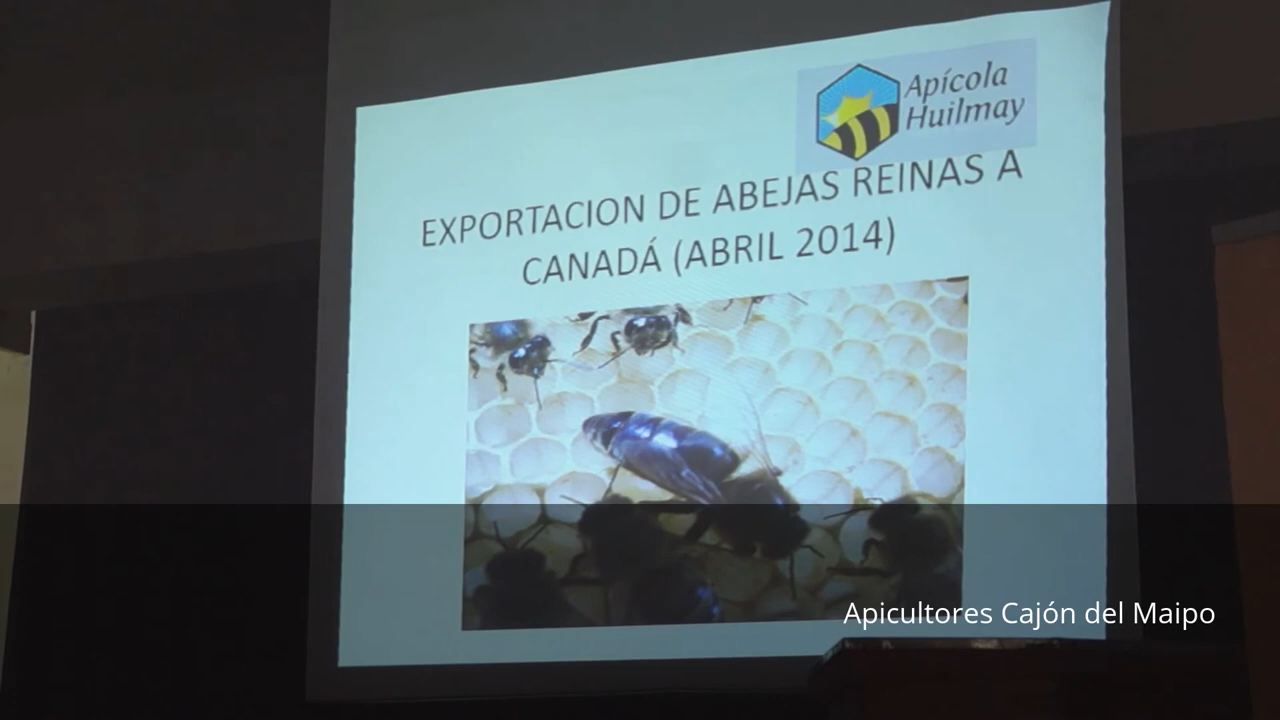 Apícola
Huilmay
EXPORTACION DE ABEJAS REINAS A
CANADÁ (ABRIL 2014)
Apicultores Cajón del Maipo